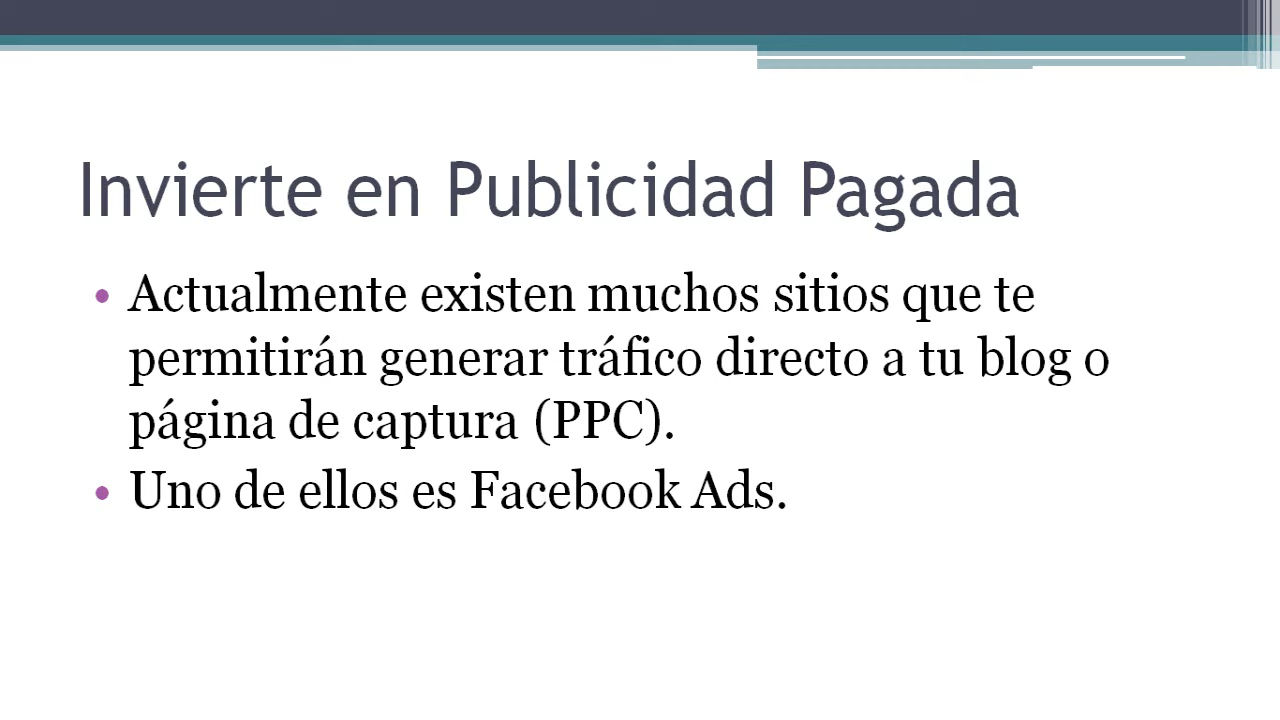 Invierte en Publicidad Pagada
• Actualmente existen muchos sitios que te
permitirán generar tráfico directo a tu blog o
página de captura (PPC).
• Uno de ellos es Facebook Ads.